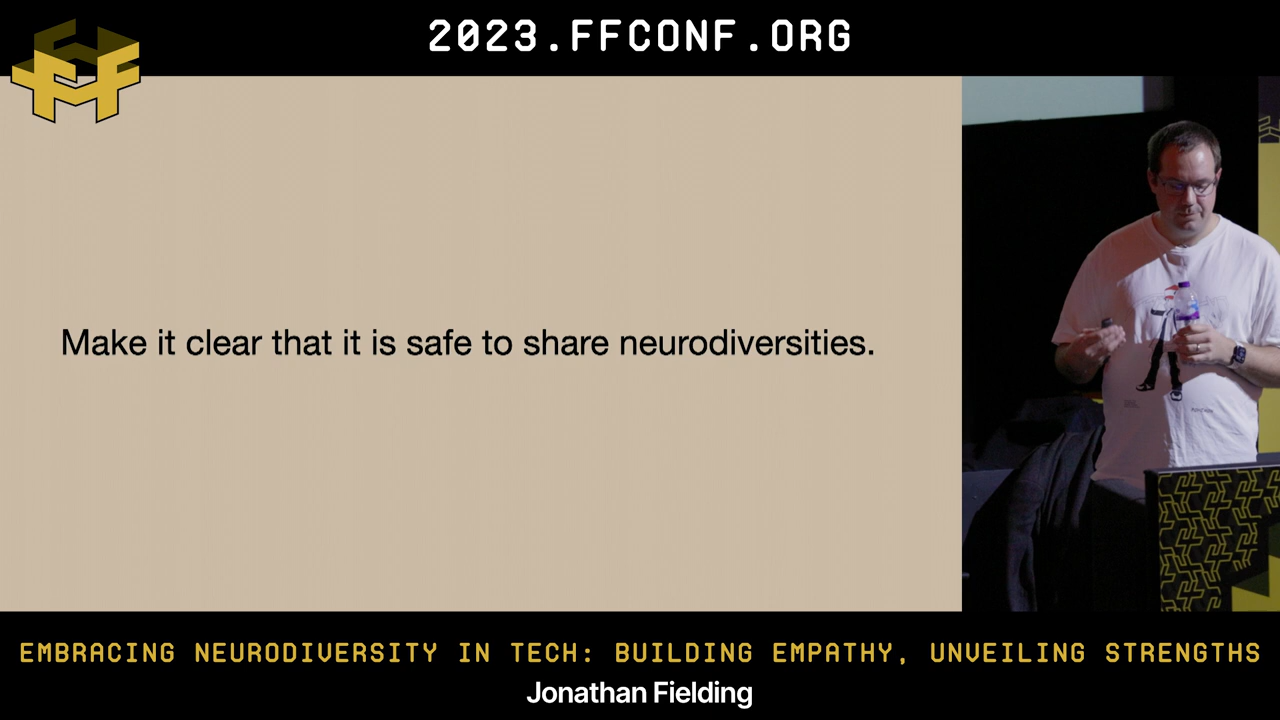 2023.FFCONF.ORG
Make it clear that it is safe to share neurodiversities.
EMBRACING NEURODIVERSITY IN TECH: BUILDING EMPATHY, UNVEILING STRENGTHS
Jonathan Fielding